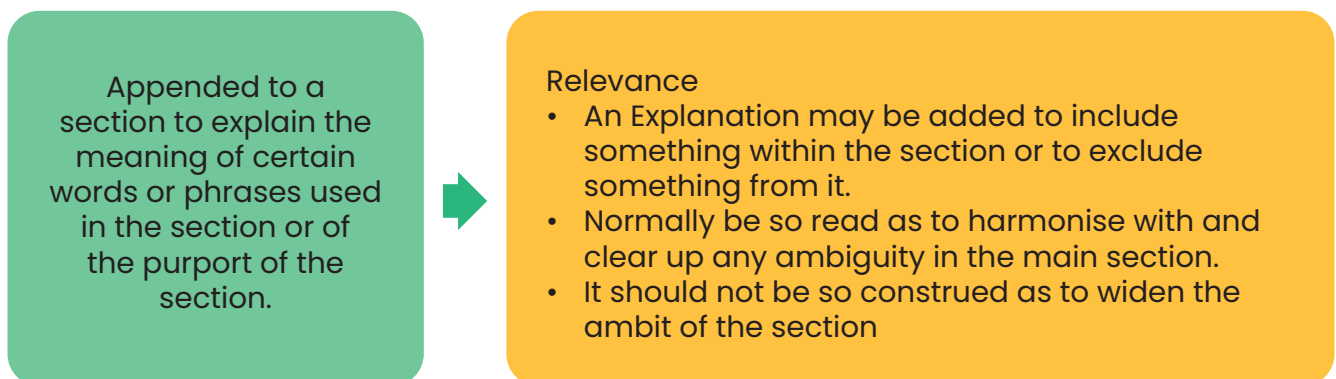 Appended to a
section to explain the
meaning of certain
words or phrases used
in the section or of
the purport of the
section.
Relevance
• An Explanation may be added to include
something within the section or to exclude
something from it.
• Normally be so read as to harmonise with and
clear up any ambiguity in the main section.
• It should not be so construed as to widen the
ambit of the section